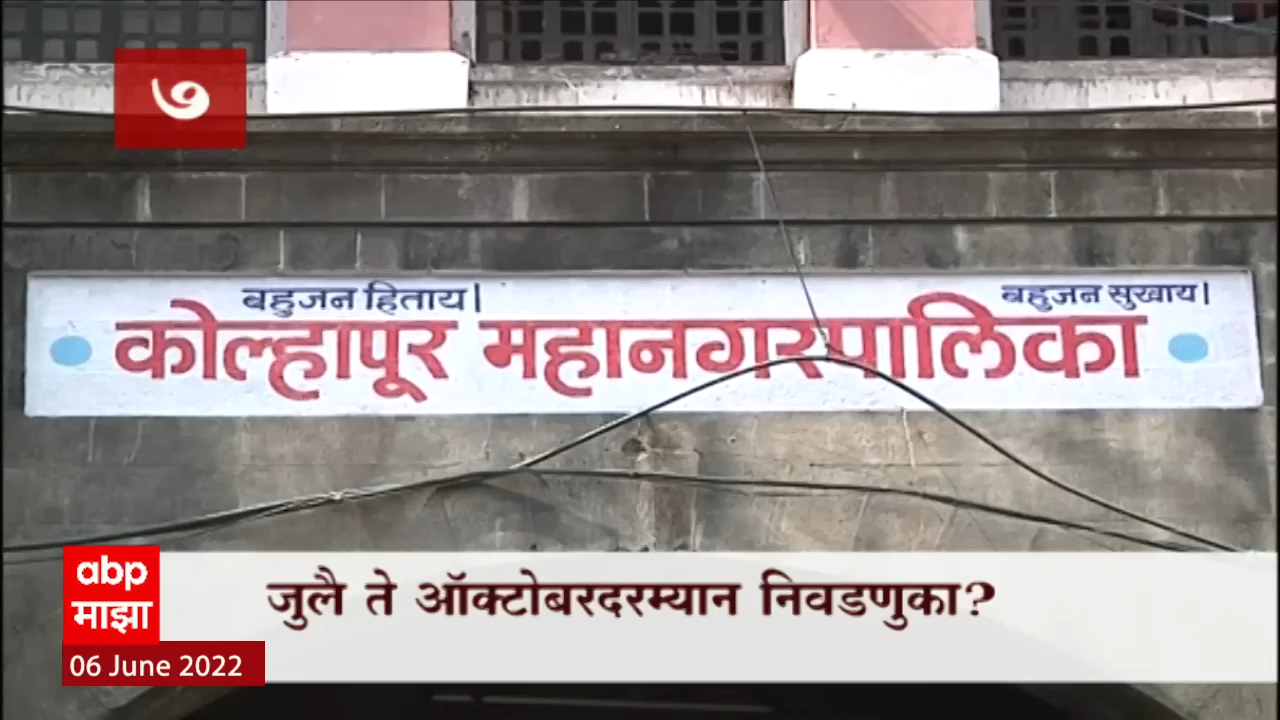 ७
बहुजन हिताय|
बहुजन सुखाय|
कोल्हापूर महानगरपालिका
जुलै ते ऑक्टोबरदरम्यान निवडणुका?
abp
माझा
06 June 2022